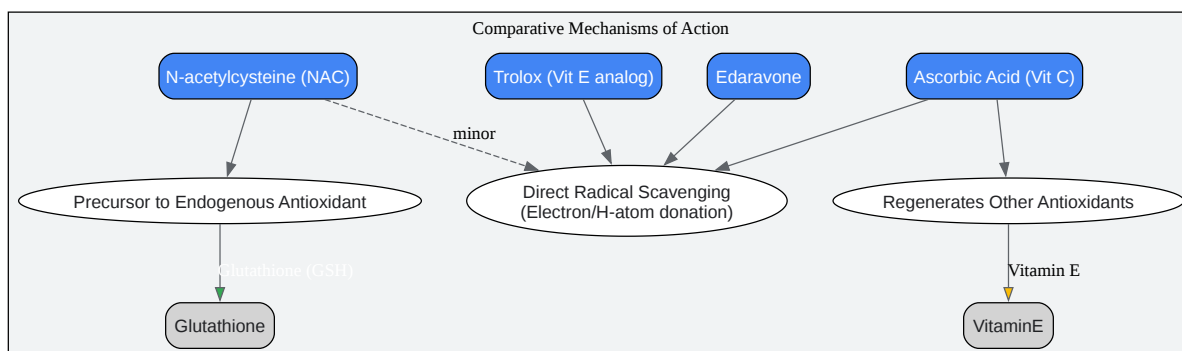 Comparative Mechanisms of Action
N-acetylcysteine (NAC)
Trolox (Vit E analog)
Edaravone
Ascorbic Acid (Vit C)
minor
Precursor to Endogenous Antioxidant
Direct Radical Scavenging
(Electron/H-atom donation)
Regenerates Other Antioxidants
Glutathione (GSH)
Vitamin E
Glutathione
VitaminE